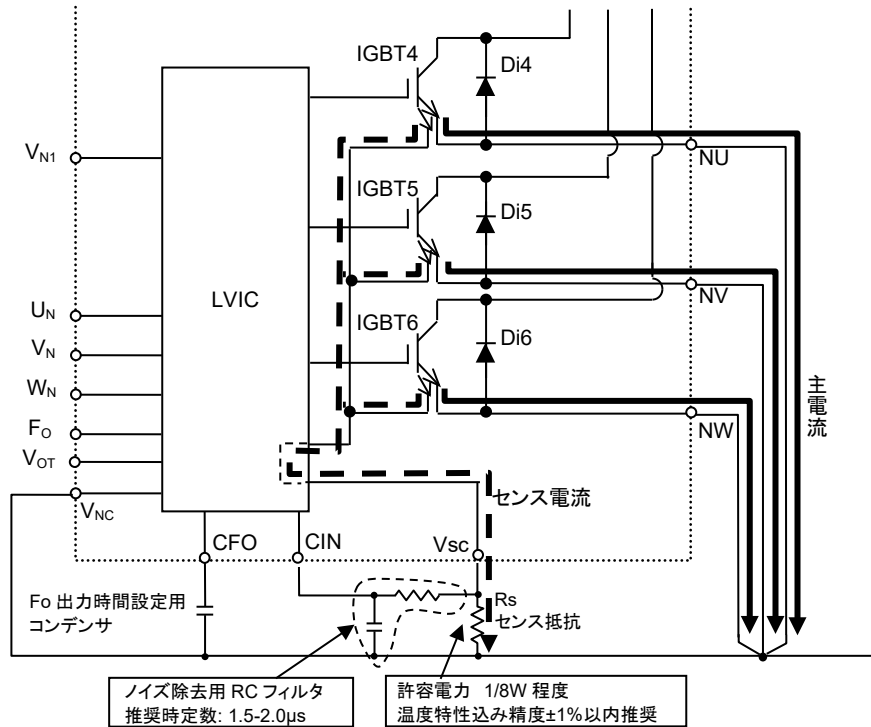 IGBT4
Di4
VN1
NU
IGBT5
Di5
LVIC
NV
UN
IGBT6
VN
Di6
WN
主電流
FO
NW
VOT
VNC
センス電流
CFO
CIN
Vsc
Fo 出力時間設定用
コンデンサ
Rs
センス抵抗
ノイズ除去用 RC フィルタ
推奨時定数: 1.5-2.0μs
許容電力 1/8W 程度
温度特性込み精度±1%以内推奨